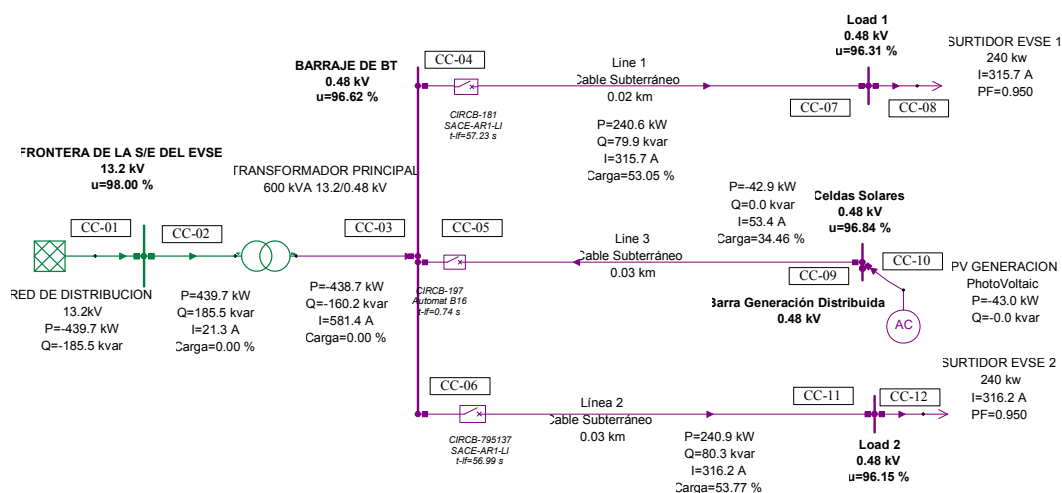 CC-04
BARRAJE DE BT
0.48 kV
u=96.62 %
CIRCB-181
SACE-AR1-LI
t-If=57.23 s
Line 1
Cable Subterráneo
0.02 km
P=240.6 kW
Q=79.9 kvar
I=315.7 A
Carga=53.05 %
Load 1
0.48 kV
u=96.31 %
CC-07
CC-08
SURTIDOR EVSE 1
240 kw
I=315.7 A
PF=0.950
FRONTERA DE LA S/E DEL EVSE
13.2 kV
u=98.00 %
TRANSFORMADOR PRINCIPAL
600 kVA 13.2/0.48 kV
CC-01
CC-02
CC-03
CC-05
RED DE DISTRIBUCION
13.2kV
P=-439.7 kW
Q=-185.5 kvar
P=439.7 kW
Q=185.5 kvar
I=21.3 A
Carga=0.00 %
P=-438.7 kW
Q=-160.2 kvar
I=581.4 A
Carga=0.00 %
CIRCB-197
Automat B16
t-If=0.74 s
Line 3
Cable Subterráneo
0.03 km
P=-42.9 kW
Q=0.0 kvar
I=53.4 A
Carga=34.46 %
Celdas Solares
0.48 kV
u=96.84 %
CC-09
CC-10
Barra Generación Distribuida
0.48 kV
AC
PV GENERACION
PhotoVoltaic
P=-43.0 kW
Q=-0.0 kvar
CC-06
CIRCB-795137
SACE-AR1-LI
t-If=56.99 s
Línea 2
Cable Subterráneo
0.03 km
P=240.9 kW
Q=80.3 kvar
I=316.2 A
Carga=53.77 %
CC-11
CC-12
Load 2
0.48 kV
u=96.15 %
SURTIDOR EVSE 2
240 kw
I=316.2 A
PF=0.950